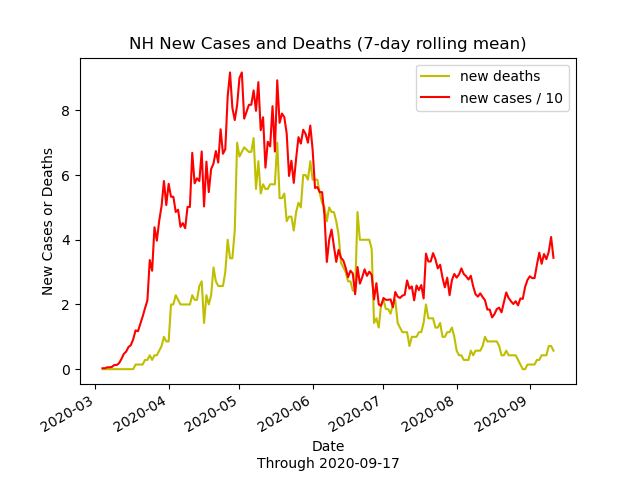 NH New Cases and Deaths (7-day rolling mean)
new deaths
new cases / 10
New Cases or Deaths
8
6
4
2
0
2020-03
2020-04
2020-05
2020-06
2020-07
2020-08
2020-09
Date
Through 2020-09-17